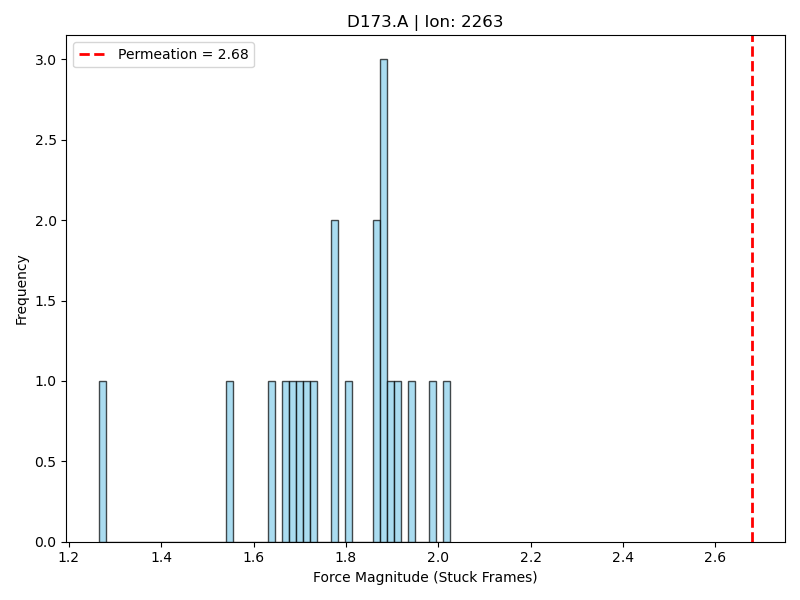 D173.A | Ion: 2263
Permeation = 2.68
3.0
2.5
2.0
1.5
1.0
0.5
0.0
Frequency
1.2 1.4 1.6 1.8 2.0 2.2 2.4 2.6
Force Magnitude (Stuck Frames)